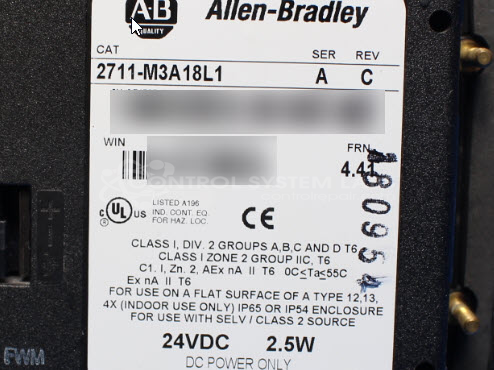 A-B
QUALITY
Allen-Bradley
CAT SER REV
2711-M3A18L1 A C
WIN FRN
4.41
A80954
C UL US
LISTED A196
IND. CONT. EQ.
FOR HAZ. LOC.
CE
CLASS I, DIV. 2 GROUPS A,B,C AND D T6
CLASS I ZONE 2 GROUP IIC, T6
C1. I, Zn. 2, AEx nA II T6 0C≤Ta≤55C
Ex nA II T6
FOR USE ON A FLAT SURFACE OF A TYPE 12,13,
4X (INDOOR USE ONLY) IP65 OR IP54 ENCLOSURE
FOR USE WITH SELV / CLASS 2 SOURCE
24VDC 2.5W
DC POWER ONLY
FWM